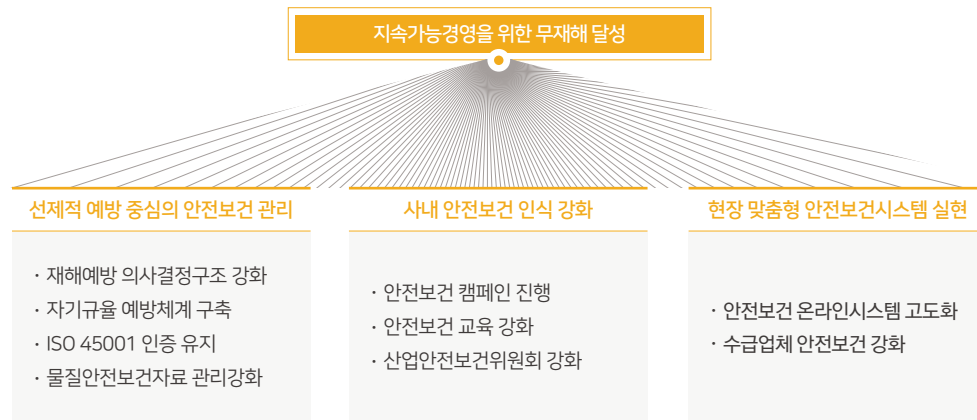 지속가능경영을 위한 무재해 달성
선제적 예방 중심의 안전보건 관리
· 재해예방 의사결정구조 강화
· 자기규율 예방체계 구축
· ISO 45001 인증 유지
· 물질안전보건자료 관리강화
사내 안전보건 인식 강화
· 안전보건 캠페인 진행
· 안전보건 교육 강화
· 산업안전보건위원회 강화
현장 맞춤형 안전보건시스템 실현
· 안전보건 온라인시스템 고도화
· 수급업체 안전보건 강화